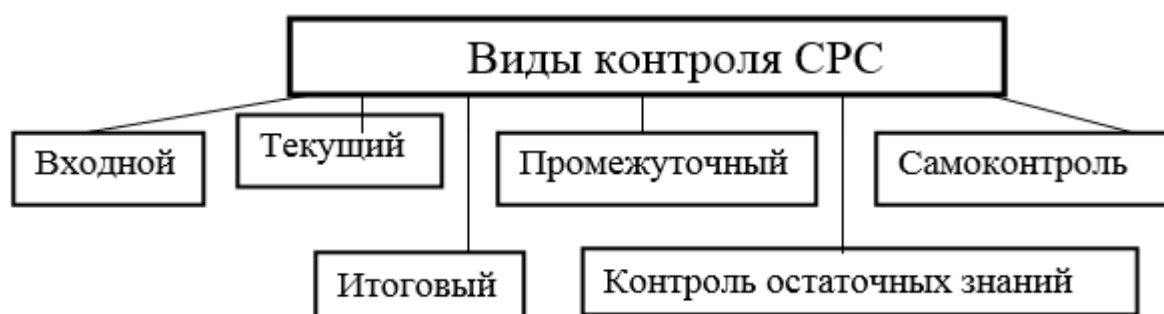 Виды контроля СРС
Входной
Текущий
Промежуточный
Самоконтроль
Итоговый
Контроль остаточных знаний